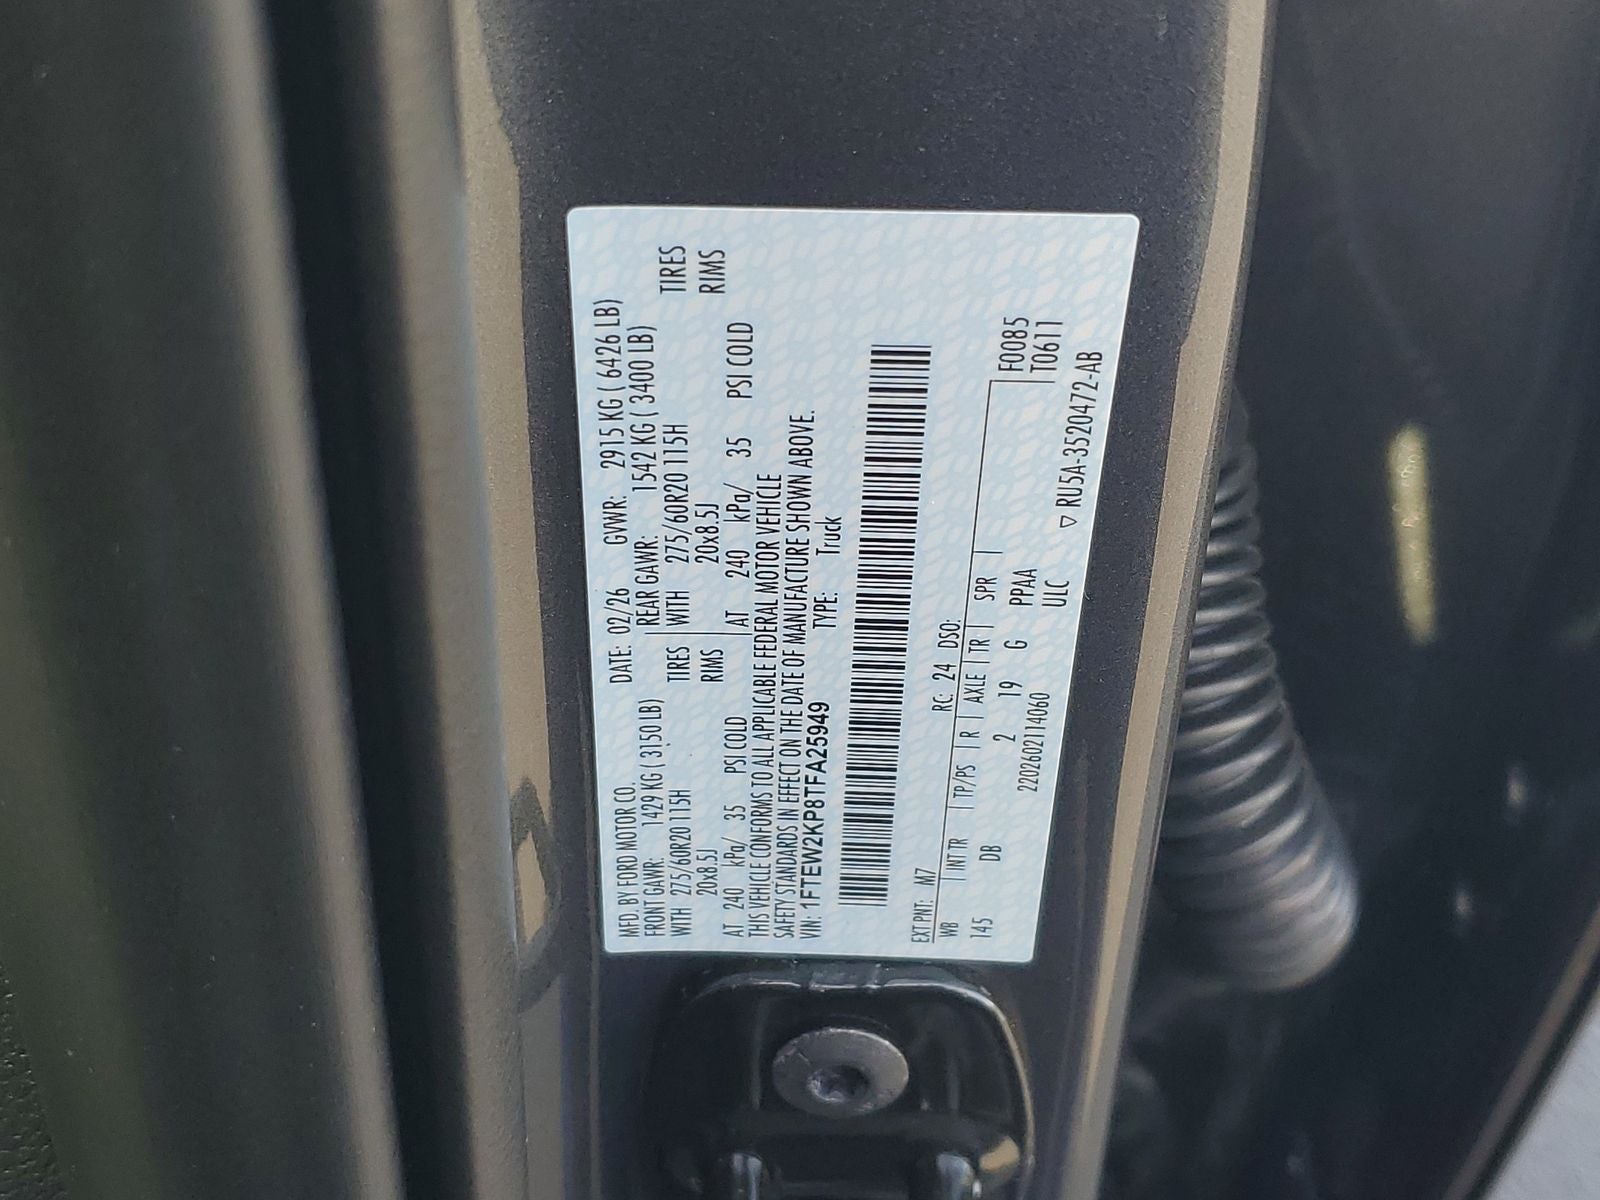 MFD. BY FORD MOTOR CO. DATE: 02/26 GVWR: 2915 KG ( 6426 LB)
FRONT GAWR: 1429 KG ( 3150 LB) REAR GAWR: 1542 KG ( 3400 LB)
WITH 275/60R20 115H TIRES WITH 275/60R20 115H TIRES
20x8.5J RIMS 20x8.5J RIMS
AT 240 kPa/ 35 PSI COLD AT 240 kPa/ 35 PSI COLD
THIS VEHICLE CONFORMS TO ALL APPLICABLE FEDERAL MOTOR VEHICLE
SAFETY STANDARDS IN EFFECT ON THE DATE OF MANUFACTURE SHOWN ABOVE.
VIN: 1FTEW2KP8TFA25949 TYPE: Truck
EXT PNT: M7 RC: 24 DSO:
WB INT TR TP/PS R AXLE TR SPR F0085
145 DB 2 19 G PPAA T0611
2202602114060 ULC
▽ RU5A-3520472-AB